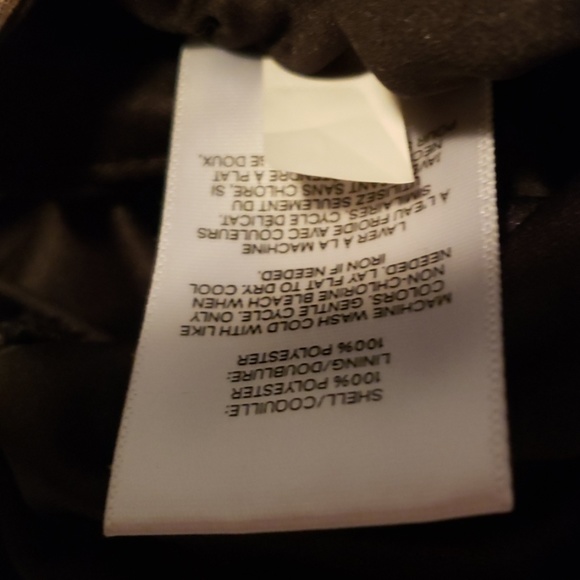 SHELL/COQUILLE:
100% POLYESTER
LINING/DOUBLURE:
100% POLYESTER
MACHINE WASH COLD WITH LIKE
COLORS. GENTLE CYCLE. ONLY
NON-CHLORINE BLEACH WHEN
NEEDED. LAY FLAT TO DRY. COOL
IRON IF NEEDED.
LAVER A LA MACHINE
A L'EAU FROIDE AVEC COULEURS
SIMILAIRES. CYCLE DELICAT.
SEULEMENT DU
SANS CHLORE, SI
A PLAT
DOUX,